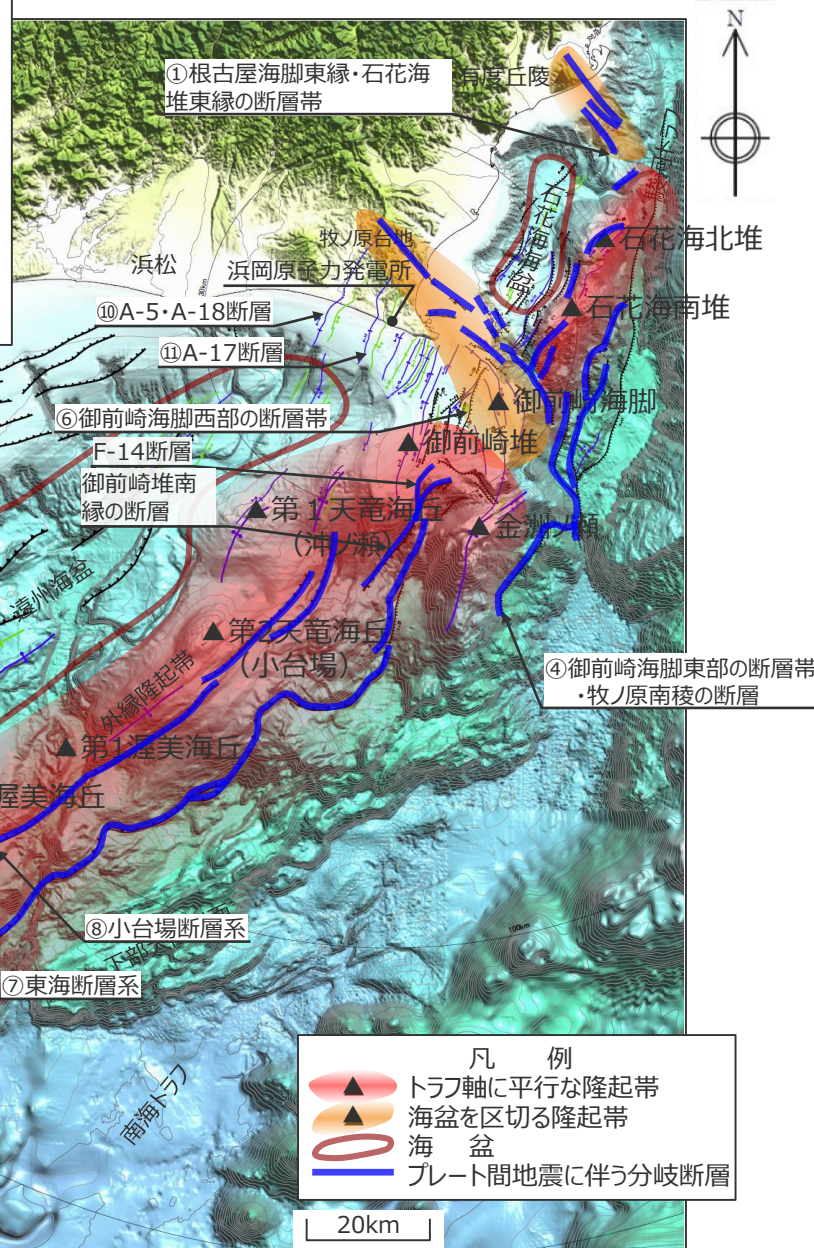 N
①根古屋海脚東縁・石花海
堆東縁の断層帯
有度丘陵
駿河トラフ
石花海海盆
石花海北堆
牧ノ原台地
浜松
浜岡原子力発電所
30km
⑩A-5・A-18断層
石花海南堆
⑪A-17断層
⑥御前崎海脚西部の断層帯
御前崎海脚
F-14断層
御前崎堆
御前崎堆南
縁の断層
第1天竜海丘
(沖ノ瀬)
金洲ノ瀬
遠州海盆
第2天竜海丘
(小台場)
④御前崎海脚東部の断層帯
・牧ノ原南稜の断層
外縁隆起帯
第1渥美海丘
渥美海丘
⑧小台場断層系
100km
⑦東海断層系
南海トラフ
凡 例
トラフ軸に平行な隆起帯
海盆を区切る隆起帯
海 盆
プレート間地震に伴う分岐断層
20km